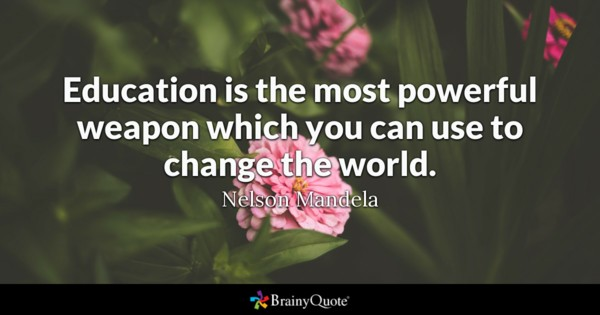 Education is the most powerful
weapon which you can use to
change the world.
Nelson Mandela
BrainyQuote®